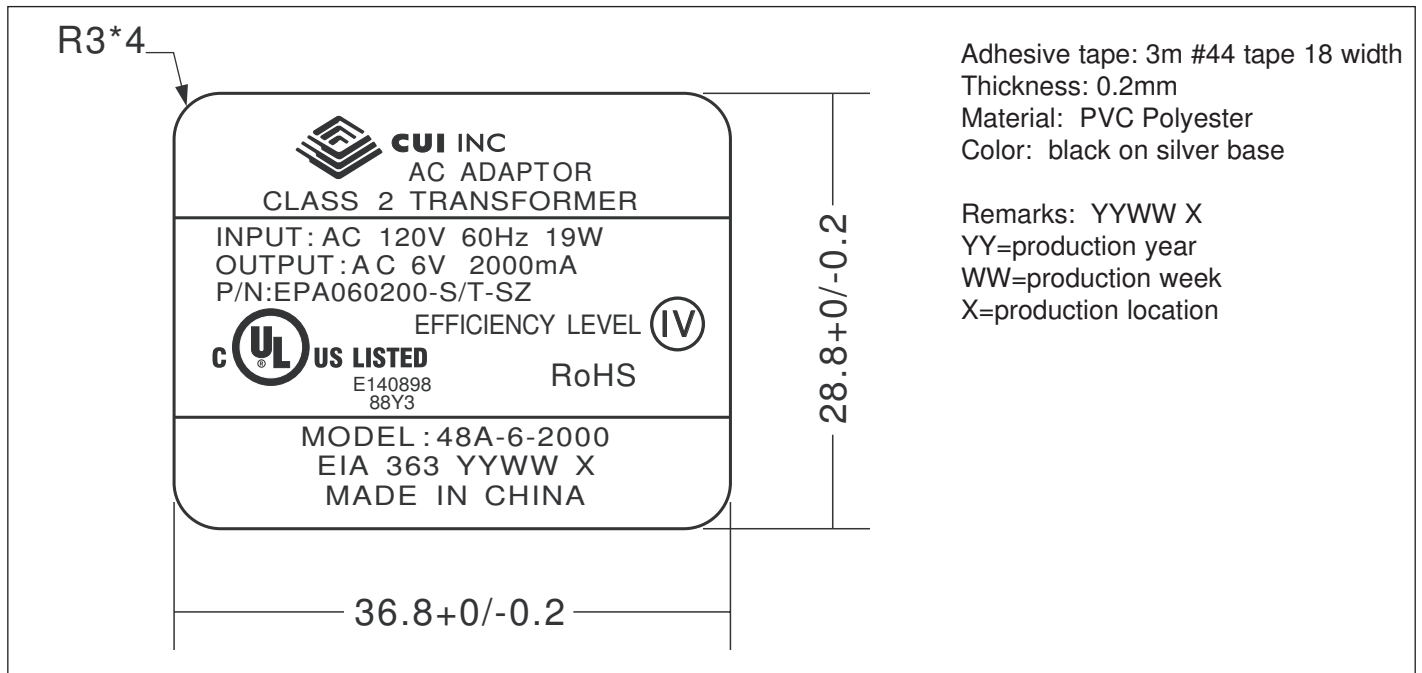 R3*4
CUI INC
AC ADAPTOR
CLASS 2 TRANSFORMER
INPUT: AC 120V 60Hz 19W
OUTPUT: AC 6V 2000mA
P/N:EPA060200-S/T-SZ
EFFICIENCY LEVEL IV
C UL ® US LISTED
E140898
88Y3
RoHS
MODEL: 48A-6-2000
EIA 363 YYWW X
MADE IN CHINA
36.8+0/-0.2
28.8+0/-0.2
Adhesive tape: 3m #44 tape 18 width
Thickness: 0.2mm
Material: PVC Polyester
Color: black on silver base
Remarks: YYWW X
YY=production year
WW=production week
X=production location